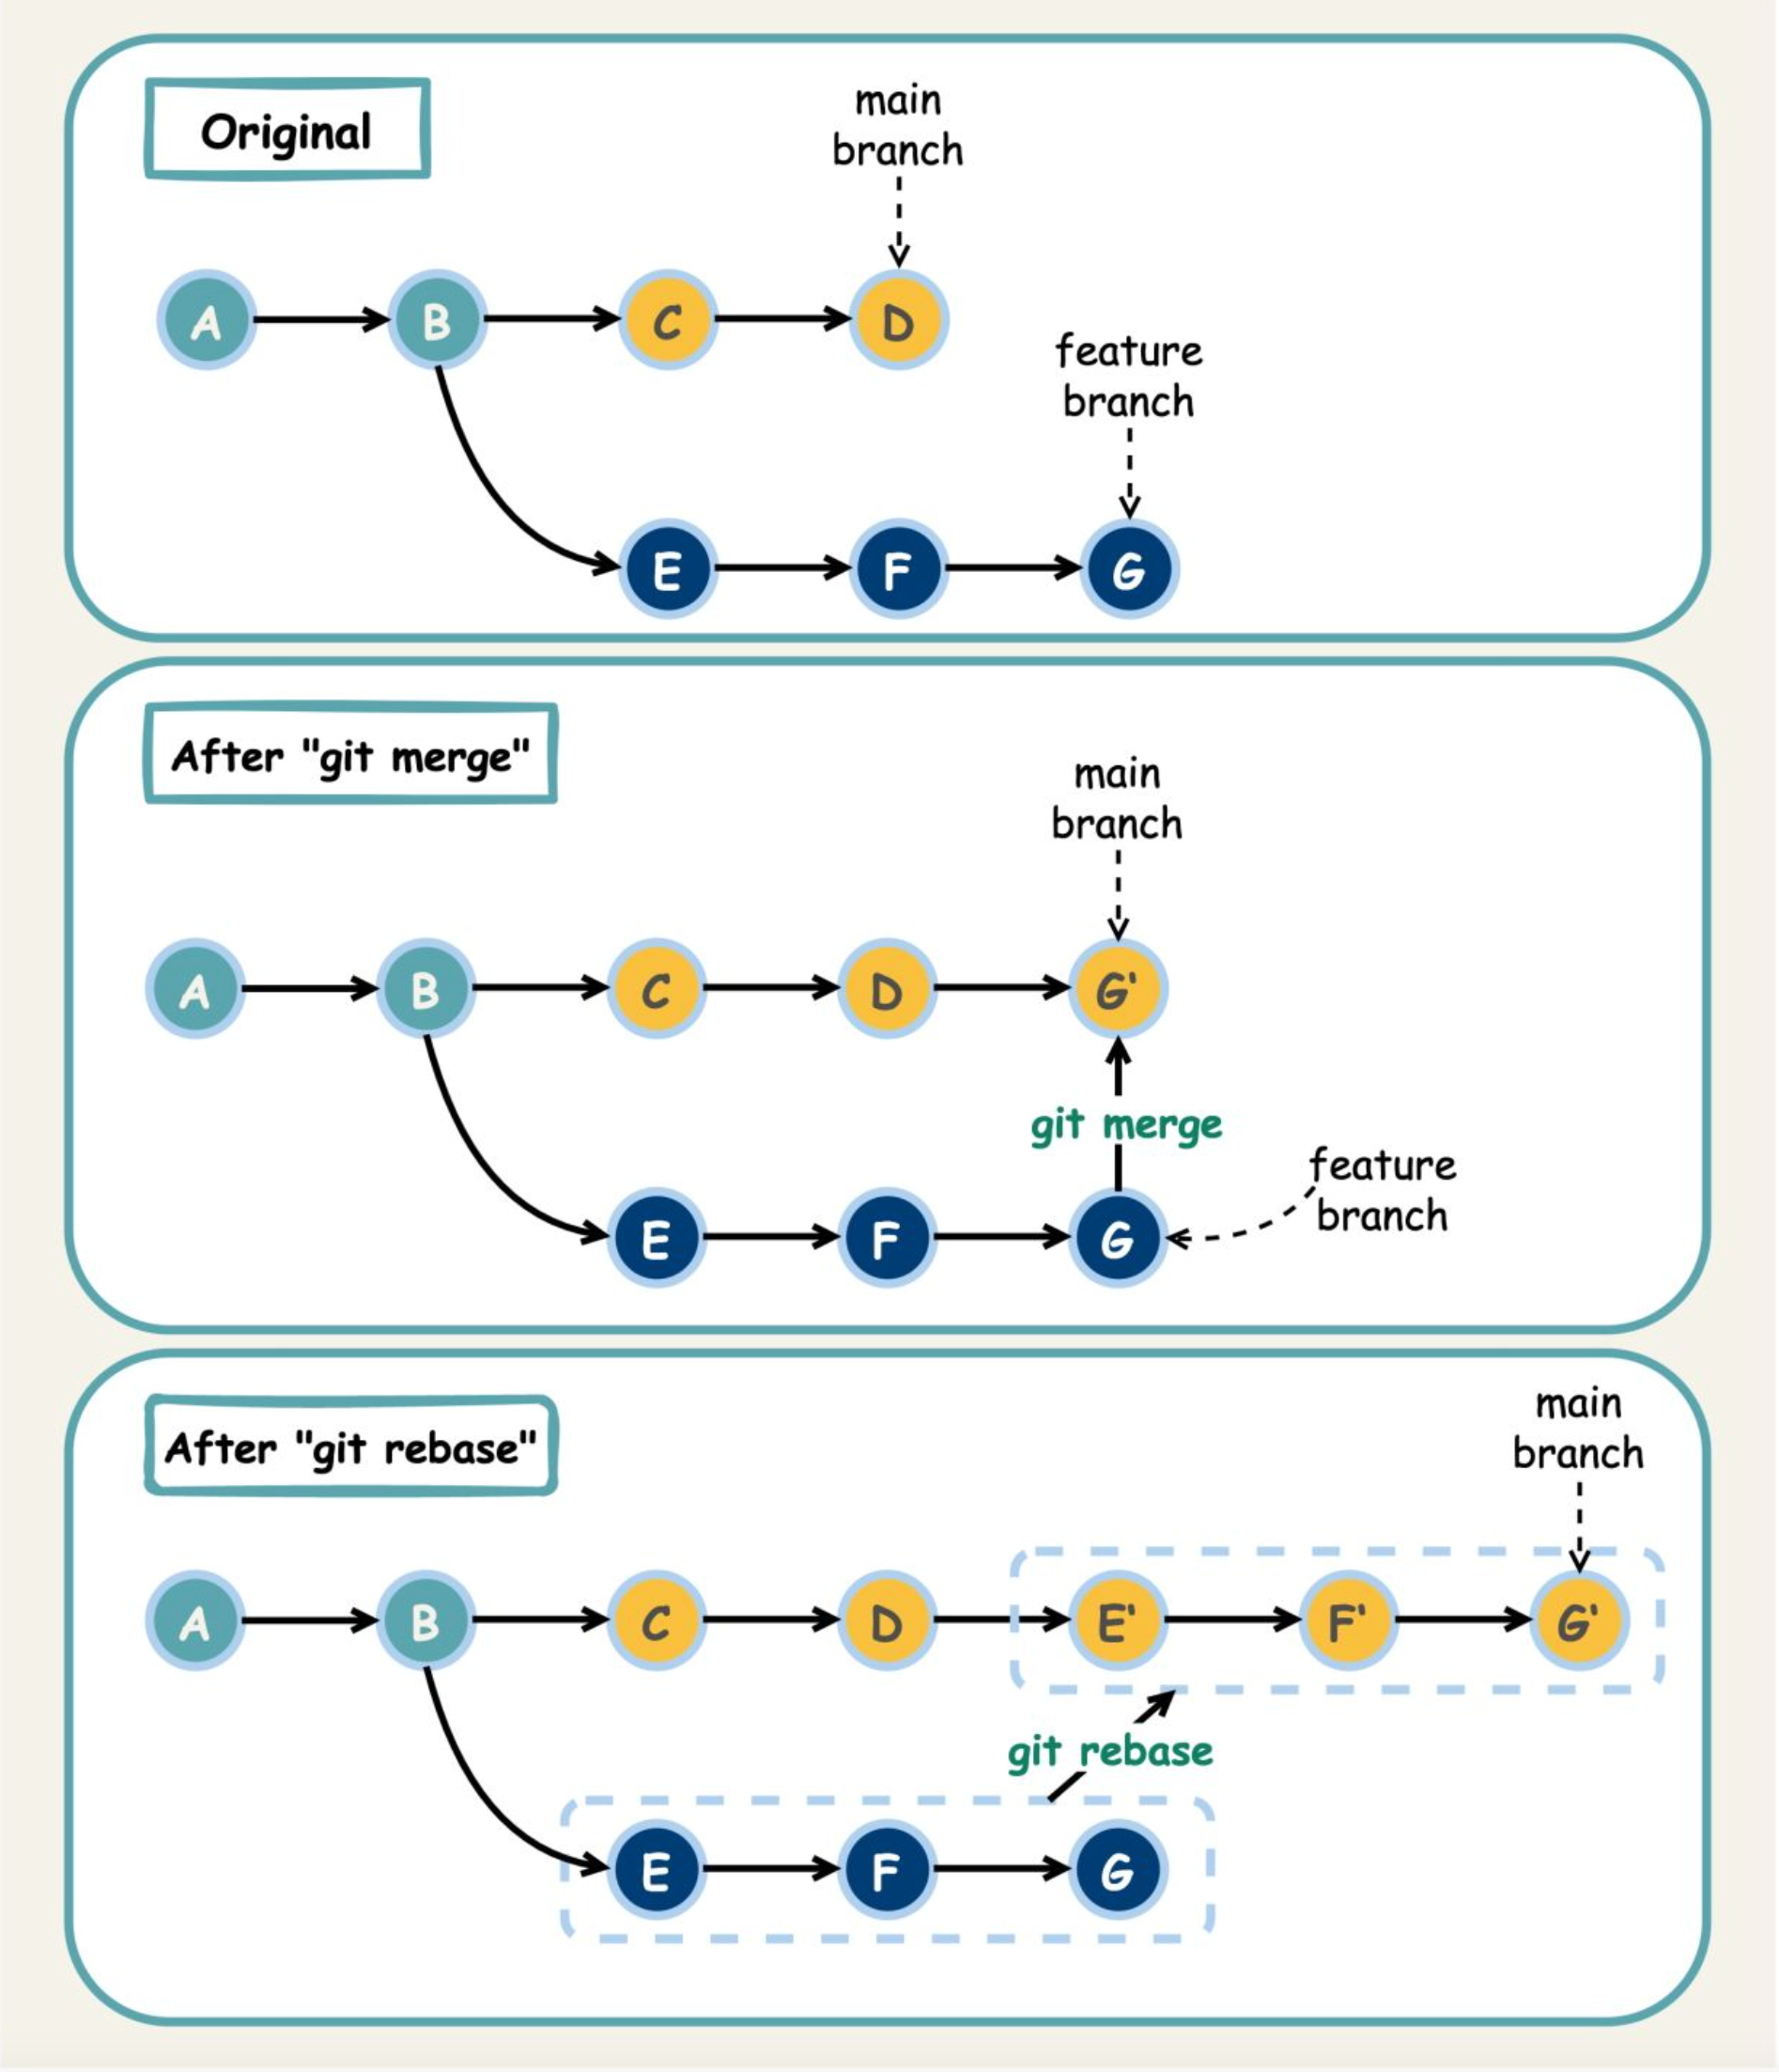 Original
main
branch
A
B
C
D
feature
branch
E
F
G
After "git merge"
main
branch
A
B
C
D
G'
git merge
feature
branch
E
F
G
After "git rebase"
main
branch
A
B
C
D
E'
F'
G'
git rebase
E
F
G